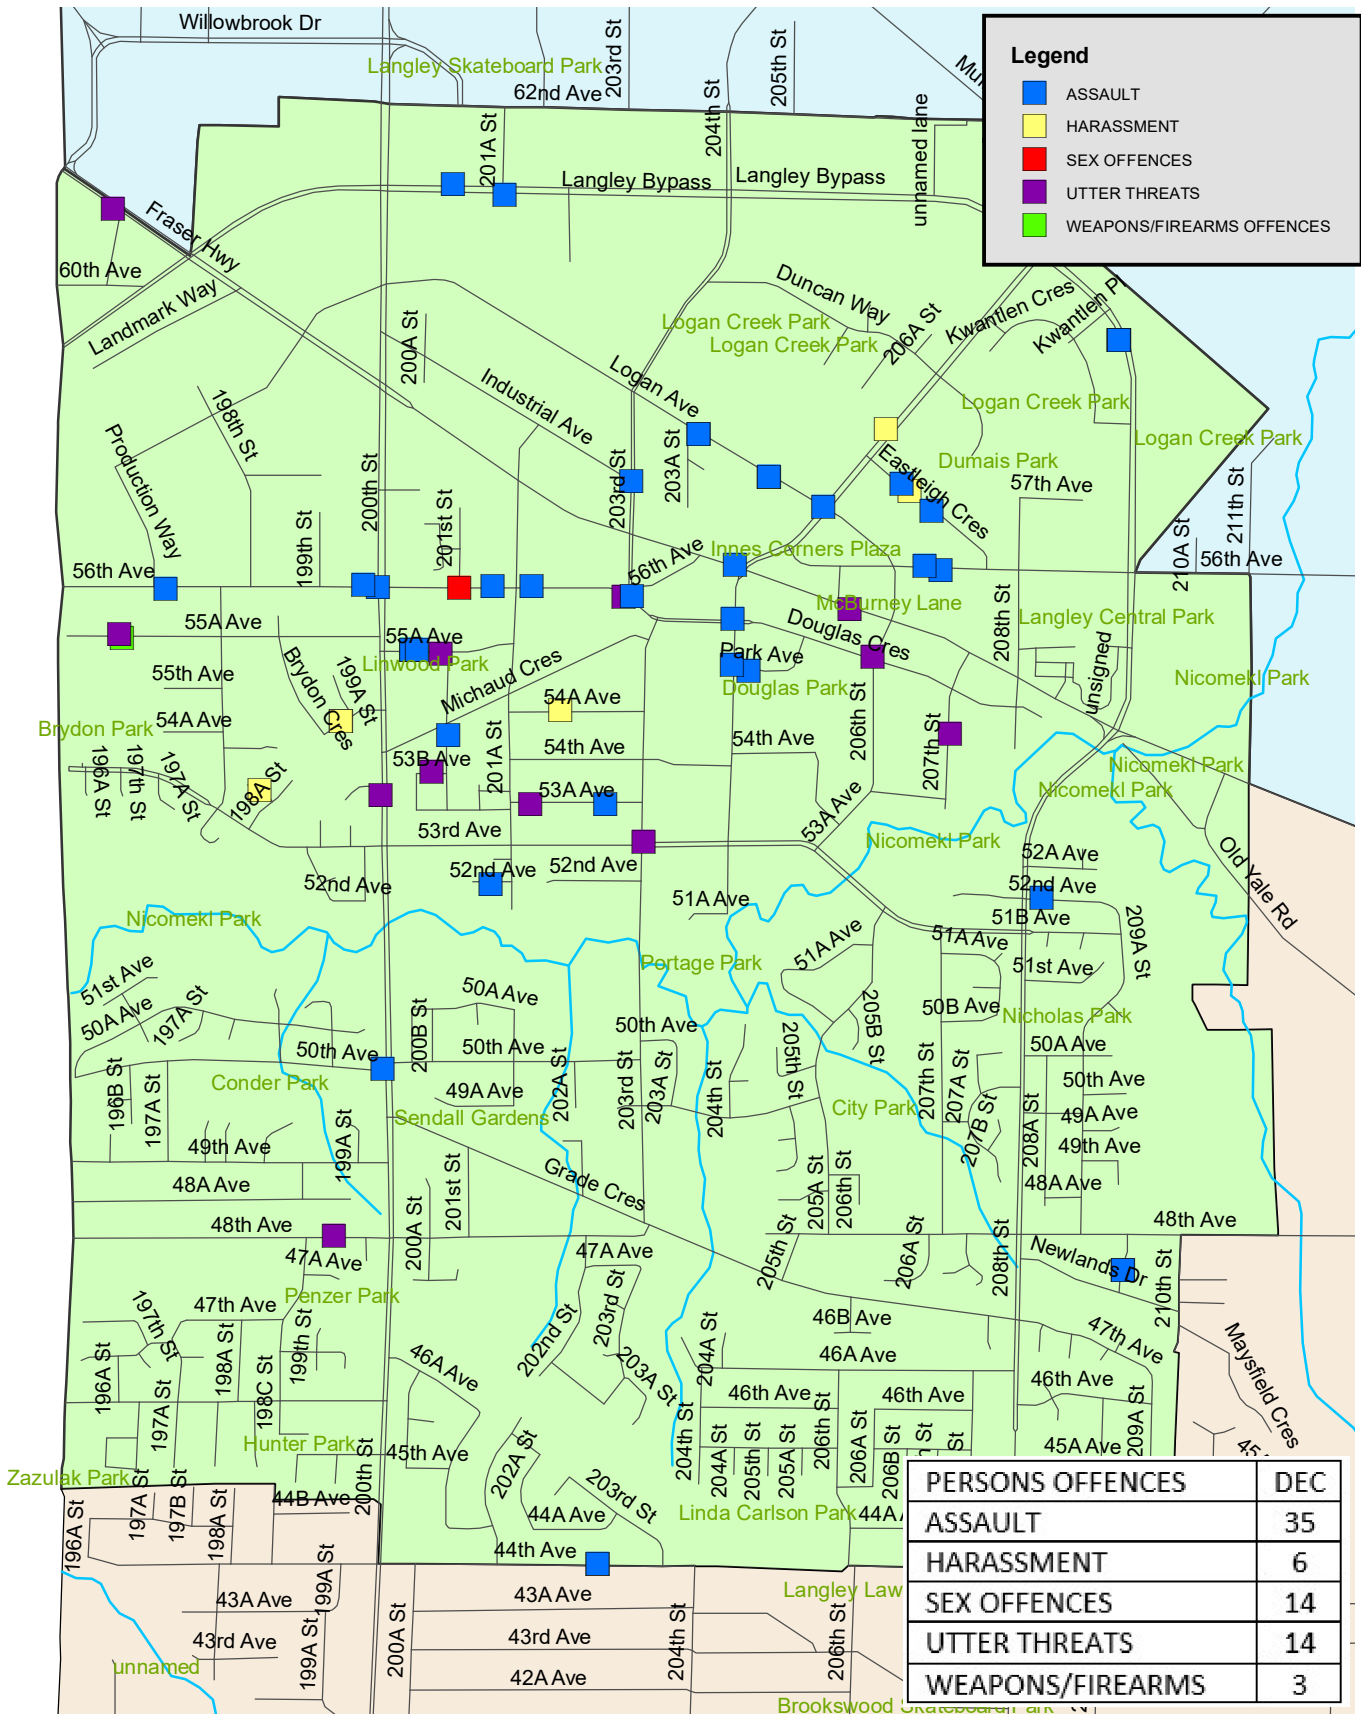 Willowbrook Dr
Langley Skateboard Park
203rd St
205th St
62nd Ave
204th St
201A St
unnamed lane
Legend
ASSAULT
HARASSMENT
SEX OFFENCES
UTTER THREATS
WEAPONS/FIREARMS OFFENCES
Langley Bypass
Langley Bypass
Fraser Hwy
60th Ave
Landmark Way
Duncan Way
Kwantlen Cres
Kwantlen Pl
Logan Creek Park
Logan Creek Park
206A St
200A St
Logan Ave
Industrial Ave
Logan Creek Park
Logan Creek Park
198th St
Production Way
200th St
203rd St
203A St
Eastleigh Cres
Dumais Park
57th Ave
211th St
210A St
199th St
201st St
56th Ave
56th Ave
Innes Corners Plaza
56th Ave
McBurney Lane
Douglas Cres
208th St
Langley Central Park
55A Ave
55A Ave
Linwood Park
Park Ave
Douglas Park
unsigned
Nicomekl Park
Brydon Cres
199A St
55th Ave
Michaud Cres
54A Ave
54A Ave
Brydon Park
54th Ave
54th Ave
206th St
207th St
53B Ave
201A St
196A St
197th St
197A St
198A St
53A Ave
53A Ave
Nicomekl Park
Nicomekl Park
Nicomekl Park
53rd Ave
52nd Ave
52nd Ave
52nd Ave
51A Ave
52A Ave
52nd Ave
51B Ave
Old Yale Rd
Nicomekl Park
51A Ave
51A Ave
51st Ave
209A St
Portage Park
51st Ave
50A Ave
197A St
50A Ave
200B St
50th Ave
50th Ave
50th Ave
205th St
205B St
50B Ave
Nicholas Park
50A Ave
196B St
197A St
Conder Park
49A Ave
202A St
203rd St
203A St
204th St
207th St
207A St
50th Ave
Sendall Gardens
City Park
49A Ave
207B St
208A St
49th Ave
199A St
49th Ave
48A Ave
201st St
Grade Cres
205A St
206th St
48A Ave
48th Ave
200A St
48th Ave
47A Ave
47A Ave
205th St
206A St
208th St
Newlands Dr
210th St
Penzer Park
47th Ave
197th St
199th St
202nd St
203rd St
46B Ave
47th Ave
196A St
198A St
46A Ave
203A St
204A St
46A Ave
Maysfield Cres
46th Ave
46th Ave
46th Ave
197A St
198C St
Hunter Park
45th Ave
202A St
204th St
204A St
205th St
205A St
206th St
206A St
206B St
45A Ave
209A St
Zazulak Park
200th St
44B Ave
203rd St
44A Ave
Linda Carlson Park
196A St
197A St
197B St
198A St
44th Ave
199A St
43A Ave
43A Ave
43rd Ave
43rd Ave
199A St
200A St
42A Ave
204th St
206th St
unnamed
Brookswood Skateboard Park
PERSONS OFFENCES DEC
ASSAULT 35
HARASSMENT 6
SEX OFFENCES 14
UTTER THREATS 14
WEAPONS/FIREARMS 3